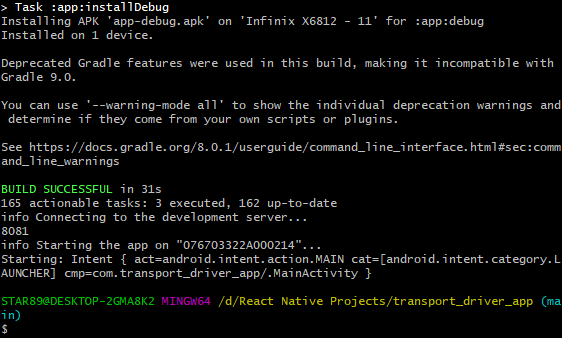 > Task :app:installDebug
Installing APK 'app-debug.apk' on 'Infinix X6812 - 11' for :app:debug
Installed on 1 device.
Deprecated Gradle features were used in this build, making it incompatible with
Gradle 9.0.
You can use '--warning-mode all' to show the individual deprecation warnings and
determine if they come from your own scripts or plugins.
See https://docs.gradle.org/8.0.1/userguide/command_line_interface.html#sec:comm
and_line_warnings
BUILD SUCCESSFUL in 31s
165 actionable tasks: 3 executed, 162 up-to-date
info Connecting to the development server...
8081
info Starting the app on "076703322A000214"...
Starting: Intent { act=android.intent.action.MAIN cat=[android.intent.category.L
AUNCHER] cmp=com.transport_driver_app/.MainActivity }
STAR89@DESKTOP-2GMA8K2 MINGW64 /d/React Native Projects/transport_driver_app (ma
in)
$